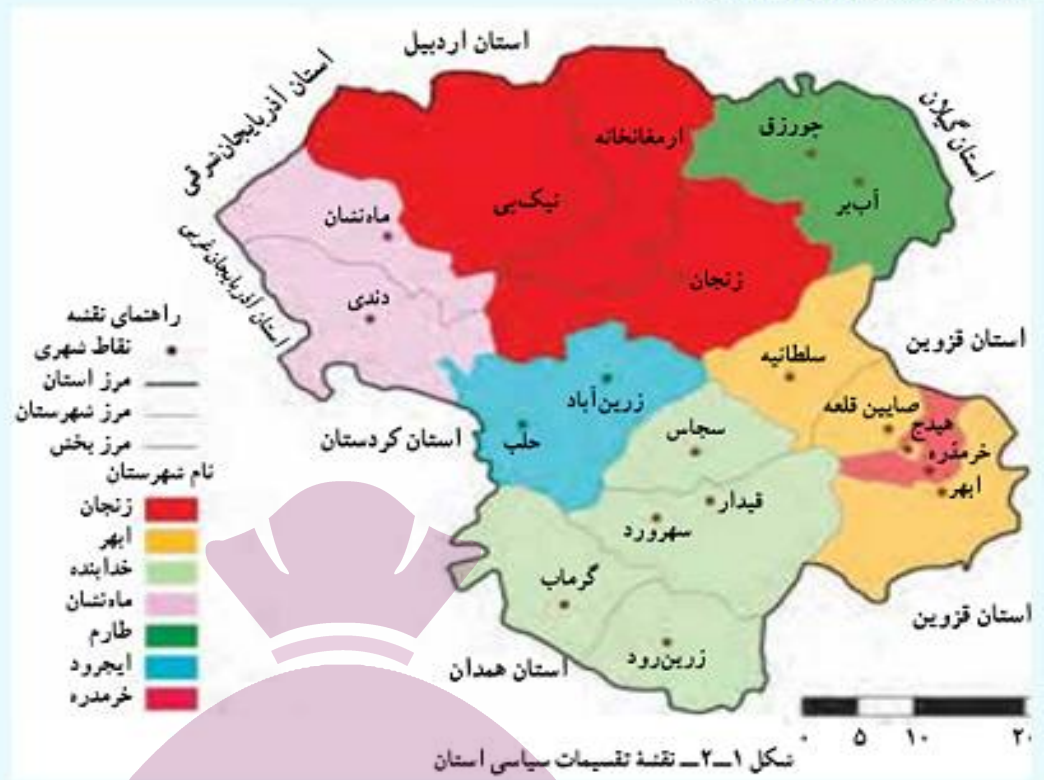 استان اردبیل
استان آذربایجان شرقی
استان گیلان
چورزق
ارمغانخانه
آب‌بر
نیک‌پی
ماه‌نشان
استان آذربایجان غربی
زنجان
دندی
راهنمای نقشه
نقاط شهری
مرز استان
مرز شهرستان
مرز بخش
نام شهرستان
زنجان
ابهر
خدابنده
ماه‌نشان
طارم
ایجرود
خرمدره
استان قزوین
سلطانیه
زرین‌آباد
صایین قلعه
هیدج
سجاس
حلب
استان کردستان
خرمدره
ابهر
قیدار
سهرورد
گرماب
استان قزوین
زرین‌رود
استان همدان
۰ ۵ ۱۰ ۲۰
شکل ۱ــ۲ــ نقشهٔ تقسیمات سیاسی استان